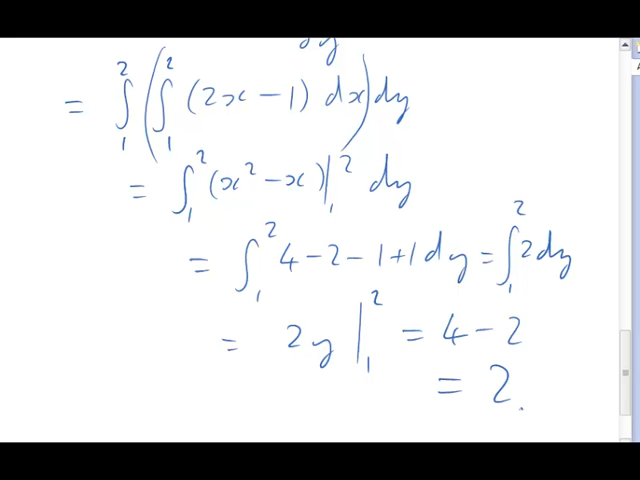 dy
= ∫₁² (∫₁² (2x − 1) dx) dy
= ∫₁² (x² − x)|₁² dy
= ∫₁² 4 − 2 − 1 + 1 dy = ∫₁² 2 dy
= 2y |₁² = 4 − 2
= 2.